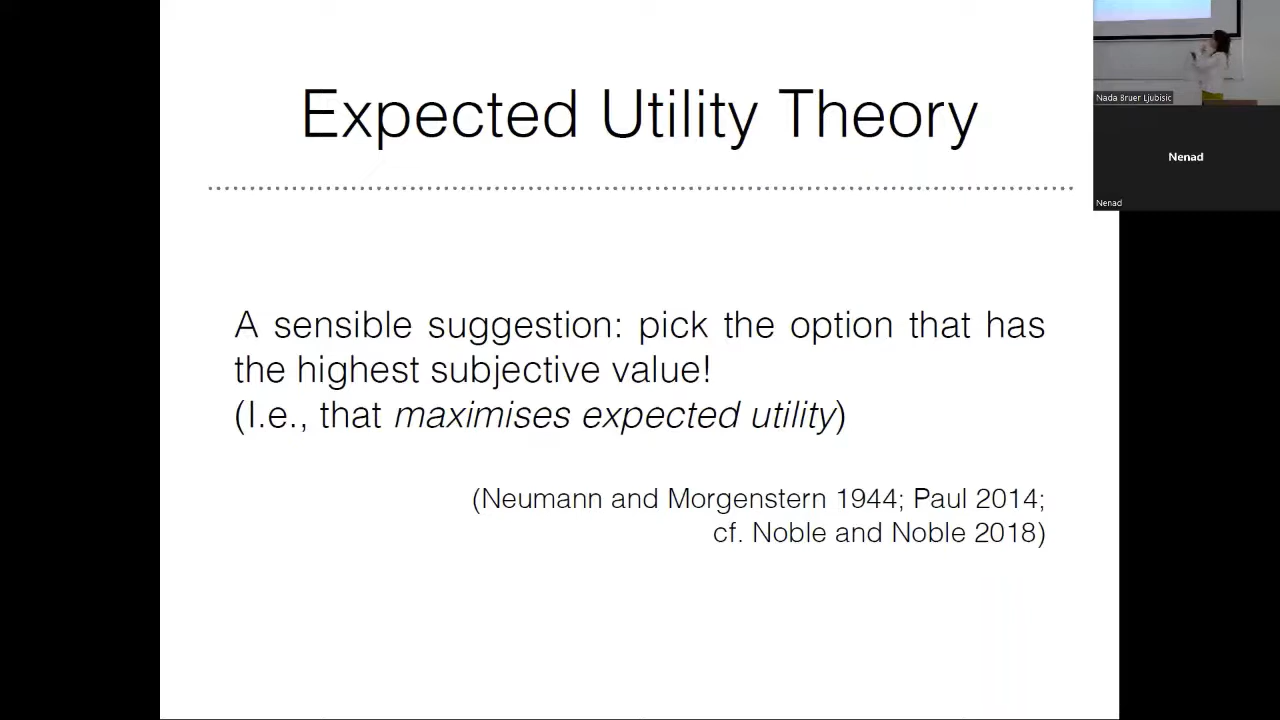 Expected Utility Theory
A sensible suggestion: pick the option that has
the highest subjective value!
(I.e., that maximises expected utility)
(Neumann and Morgenstern 1944; Paul 2014;
cf. Noble and Noble 2018)
Nada Bruer Ljubisic
Nenad
Nenad